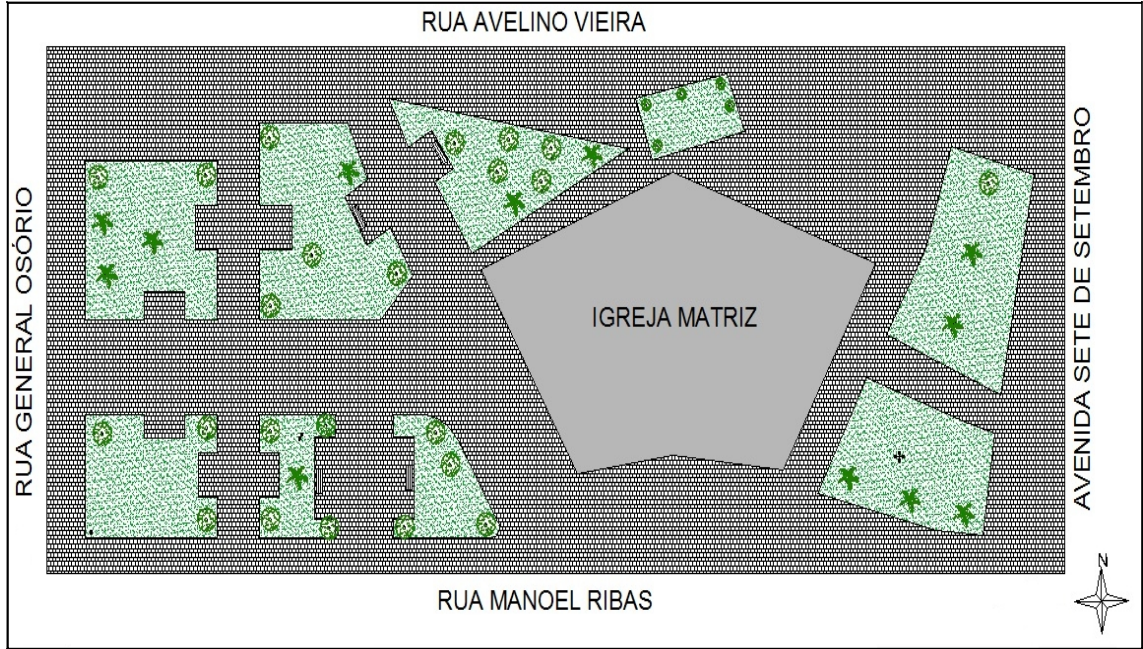 RUA AVELINO VIEIRA
RUA GENERAL OSÓRIO
IGREJA MATRIZ
AVENIDA SETE DE SETEMBRO
RUA MANOEL RIBAS
N